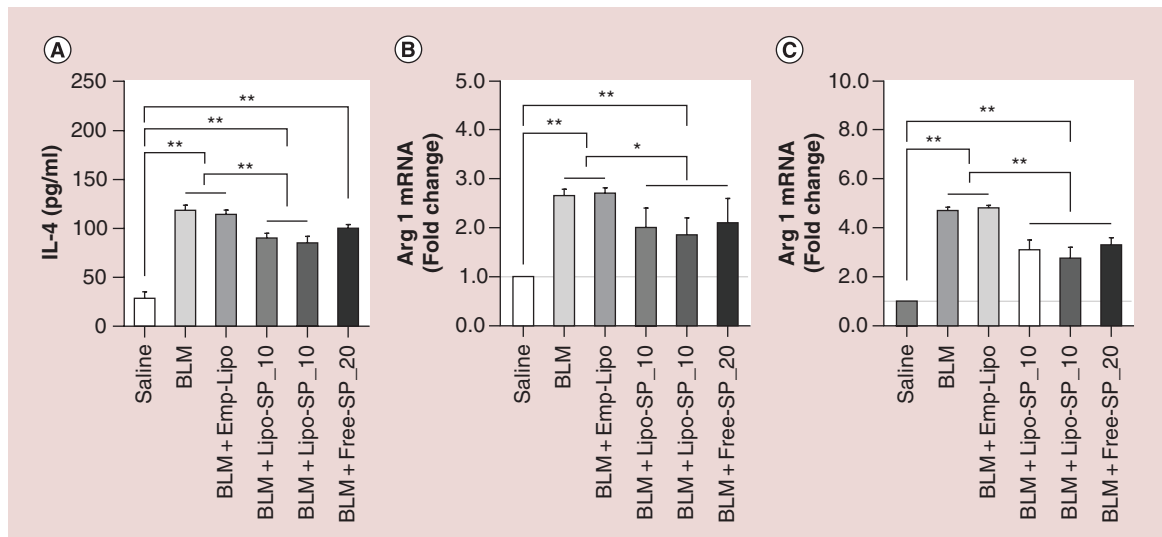 A
IL-4 (pg/ml)
250
200
150
100
50
0
**
**
**
**
Saline
BLM
BLM + Emp-Lipo
BLM + Lipo-SP_10
BLM + Lipo-SP_10
BLM + Free-SP_20
B
Arg 1 mRNA
(Fold change)
5.0
4.0
3.0
2.0
1.0
0.0
**
**
*
Saline
BLM
BLM + Emp-Lipo
BLM + Lipo-SP_10
BLM + Lipo-SP_10
BLM + Free-SP_20
C
Arg 1 mRNA
(Fold change)
10.0
8.0
6.0
4.0
2.0
0.0
**
**
**
Saline
BLM
BLM + Emp-Lipo
BLM + Lipo-SP_10
BLM + Lipo-SP_10
BLM + Free-SP_20